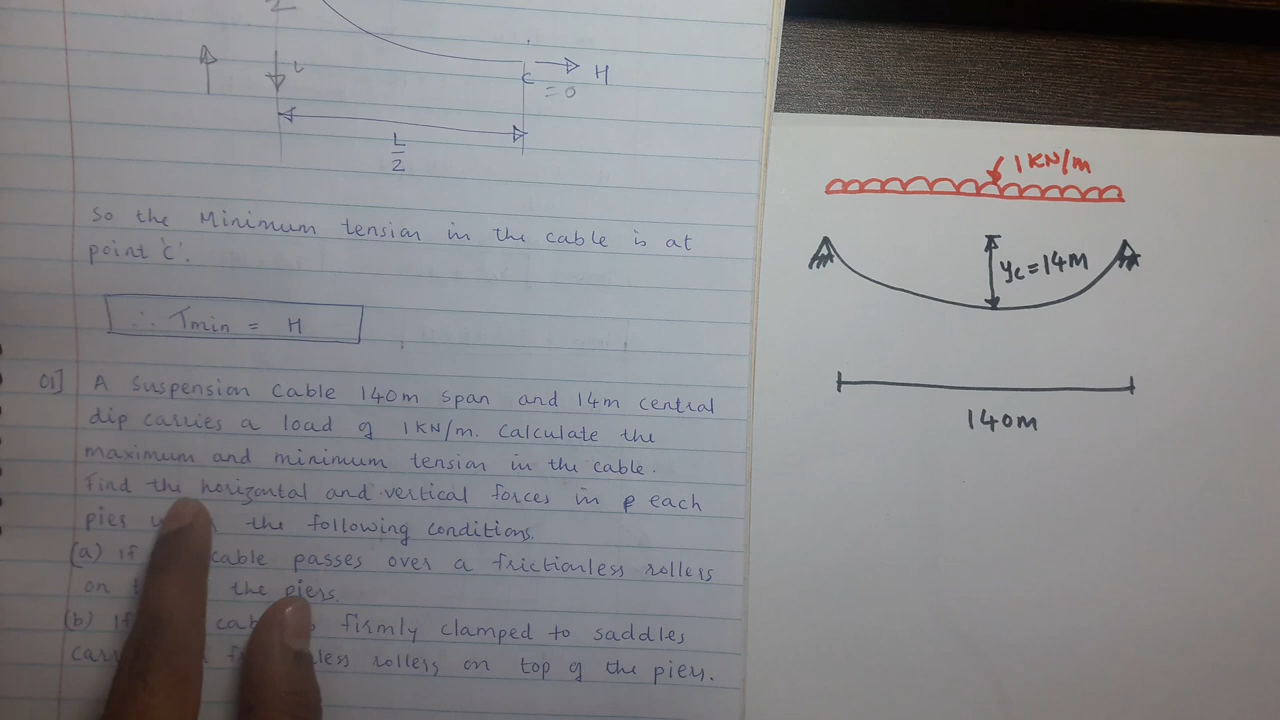 C
H
= 0
L
2
So the Minimum tension in the cable is at
point 'C'.
∴ Tmin = H
01] A suspension cable 140m span and 14m central
dip carries a load of 1KN/m. Calculate the
maximum and minimum tension in the cable.
Find the horizontal and vertical forces in each
pier the following conditions.
(a) If cable passes over a frictionless rollers
on the piers.
(b) If firmly clamped to saddles
rollers on top of the piers.
1KN/m
yc=14m
140m